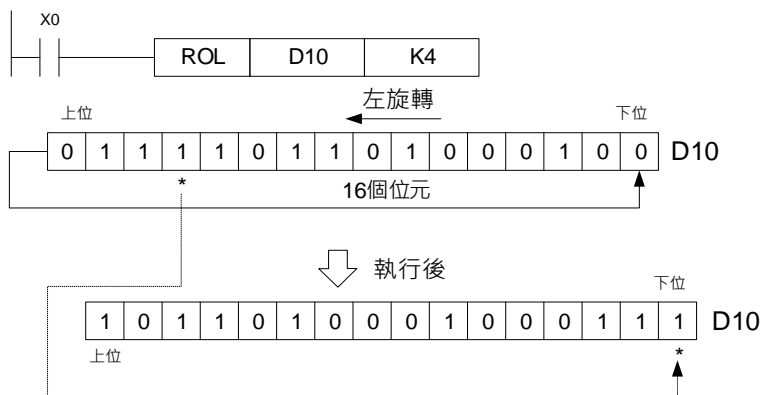 X0
ROL D10 K4
左旋轉
上位 下位
0 1 1 1 1 0 1 1 0 1 0 0 0 1 0 0 D10
*
16個位元
執行後
下位
1 0 1 1 0 1 0 0 0 1 0 0 0 1 1 1 D10
上位 *